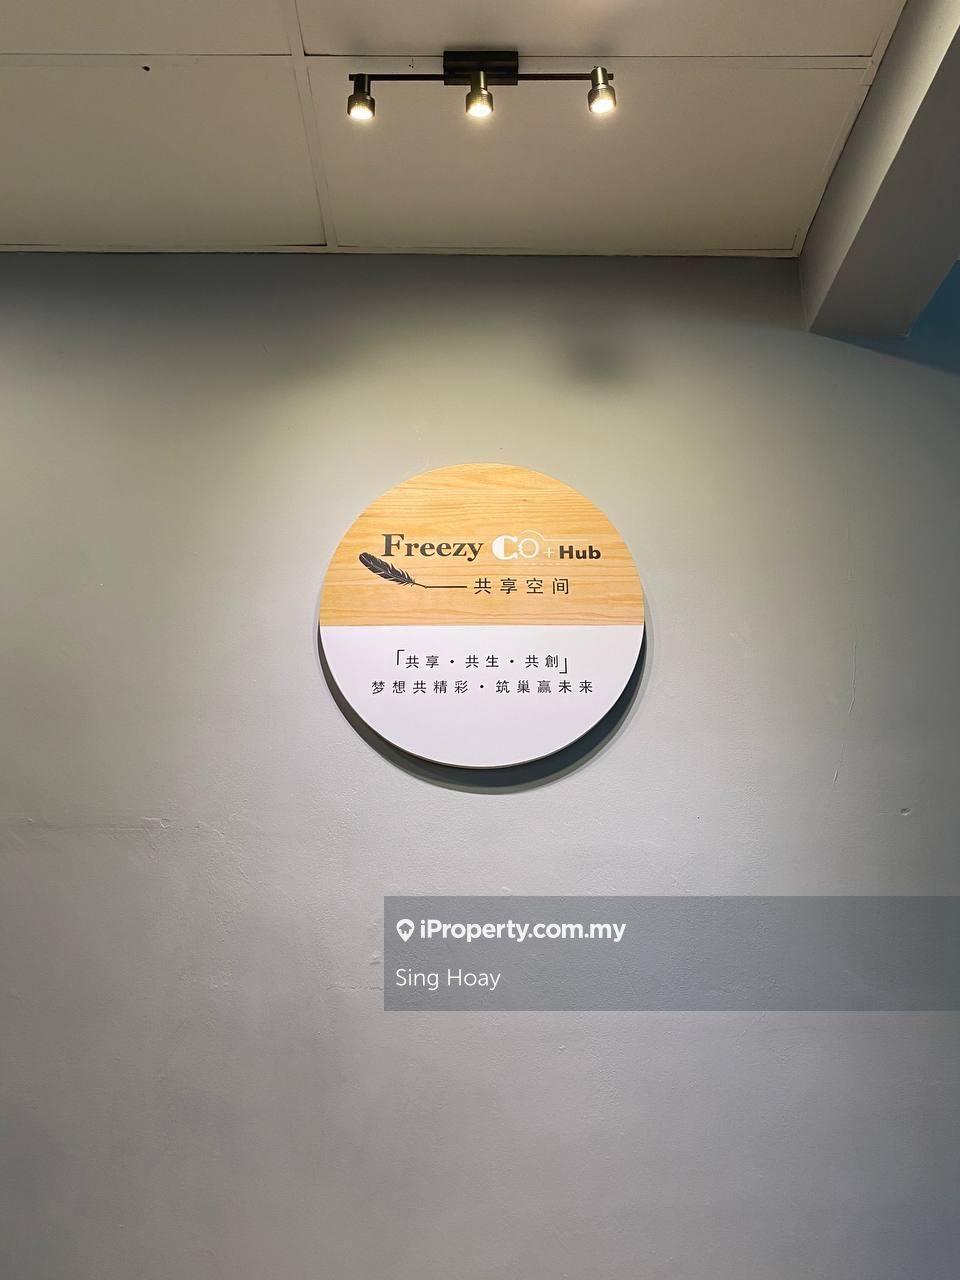 Freezy CO+Hub
共享空间
「共享·共生·共創」
梦想共精彩·筑巢赢未来
iProperty.com.my
Sing Hoay